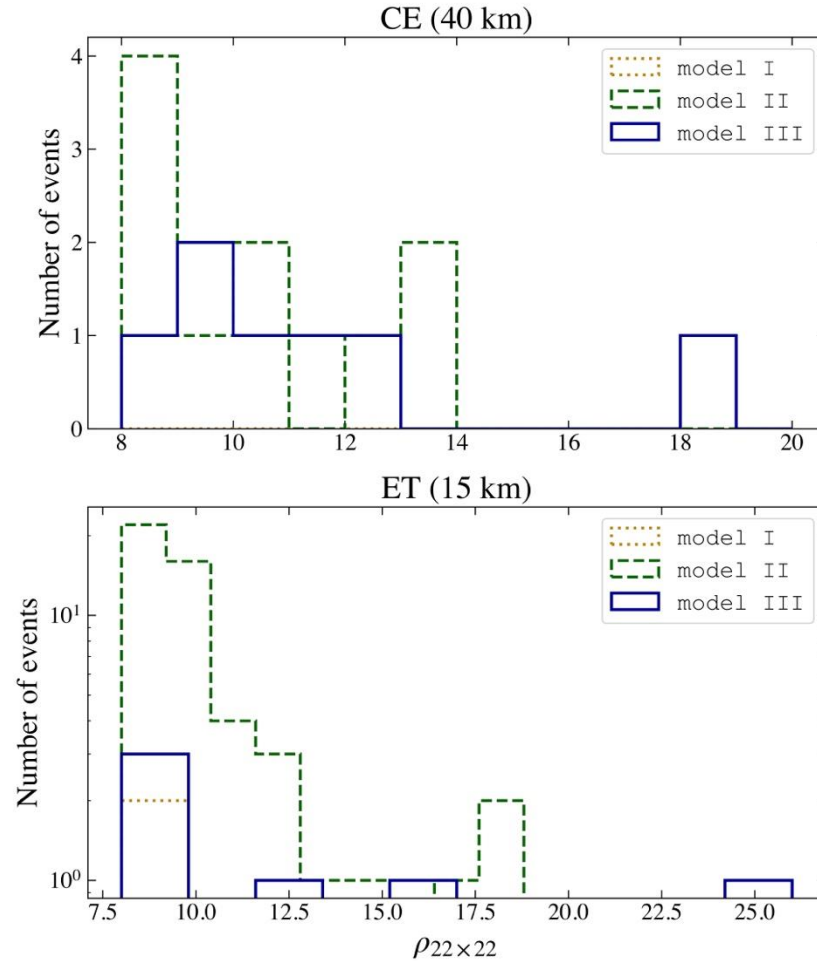 CE (40 km)
4
3
2
1
0
Number of events
model I
model II
model III
8 10 12 14 16 18 20
ET (15 km)
10¹
10⁰
Number of events
model I
model II
model III
7.5 10.0 12.5 15.0 17.5 20.0 22.5 25.0
ρ₂₂×₂₂